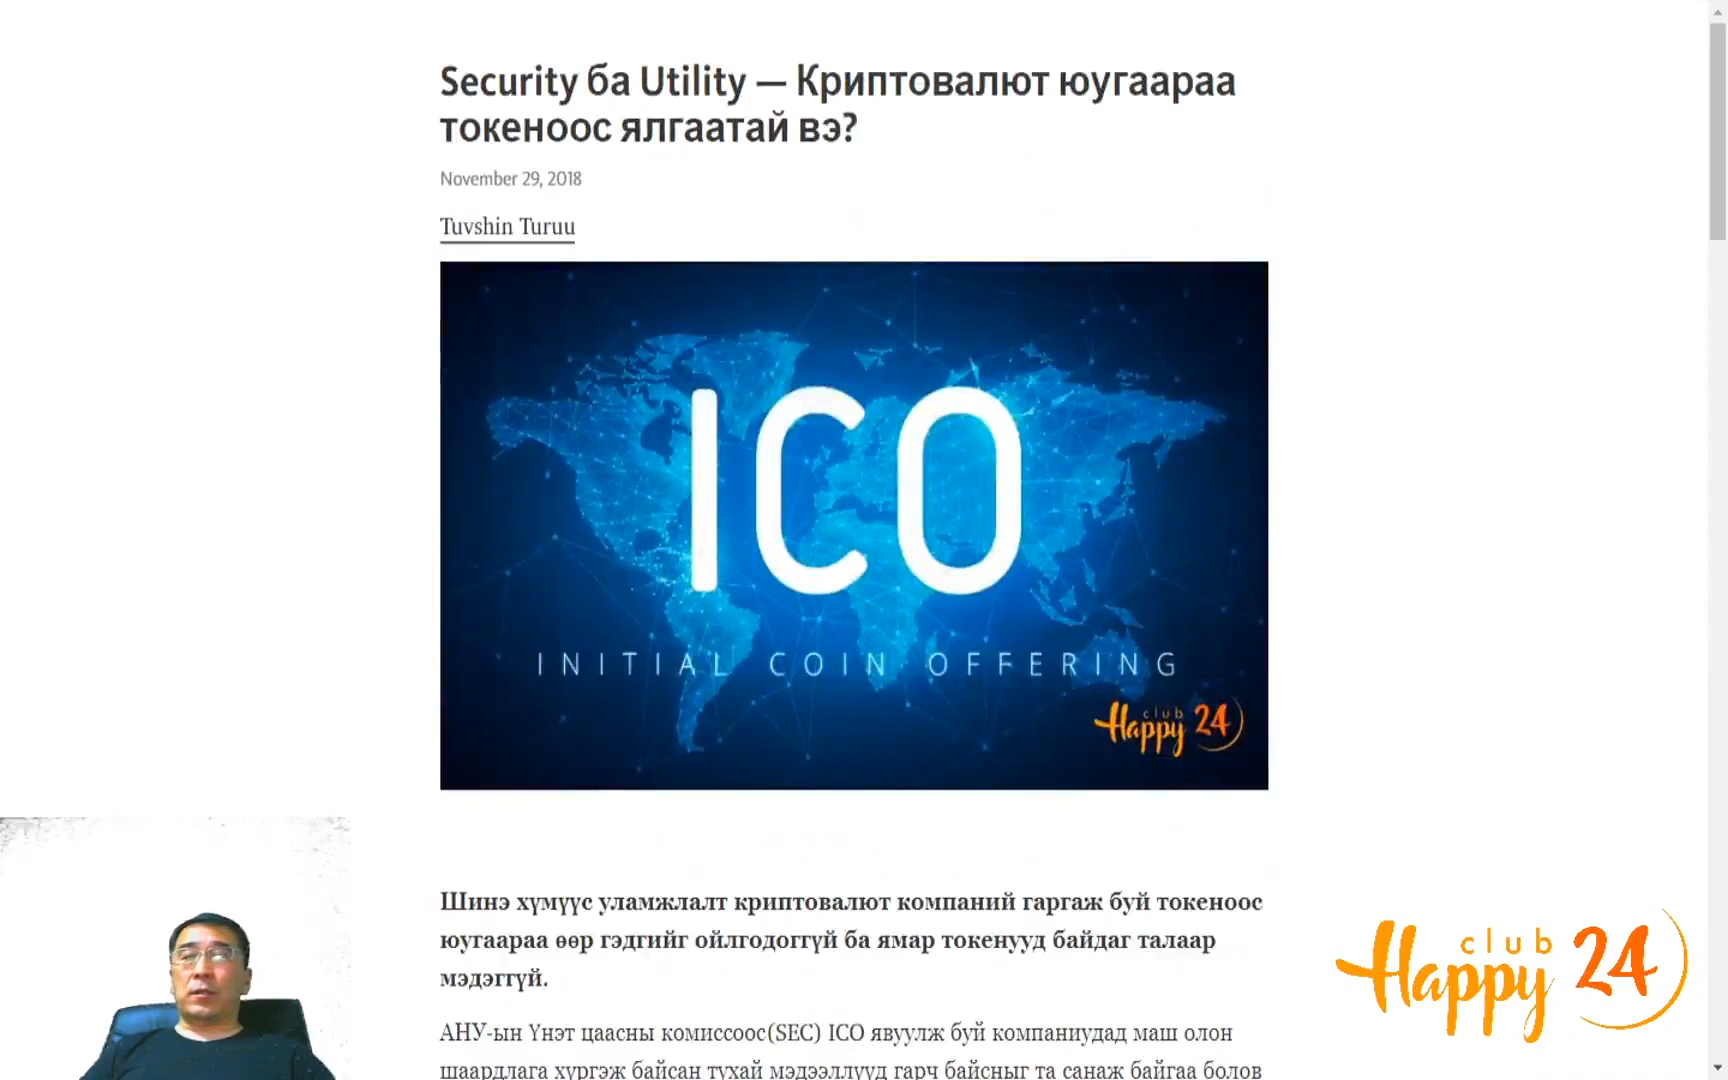 Security ба Utility — Криптовалют юугаараа
токеноос ялгаатай вэ?
November 29, 2018
Tuvshin Turuu
ICO
INITIAL COIN OFFERING
club
Happy 24
Шинэ хүмүүс уламжлалт криптовалют компаний гаргаж буй токеноос
юугаараа өөр гэдгийг ойлгодоггүй ба ямар токенууд байдаг талаар
мэдэггүй.
club
Happy 24
АНУ-ын Үнэт цаасны комиссоос(SEC) ICO явуулж буй компаниудад маш олон
шаардлага хүргэж байсан тухай мэдээллүүд гарч байсныг та санаж байгаа болов